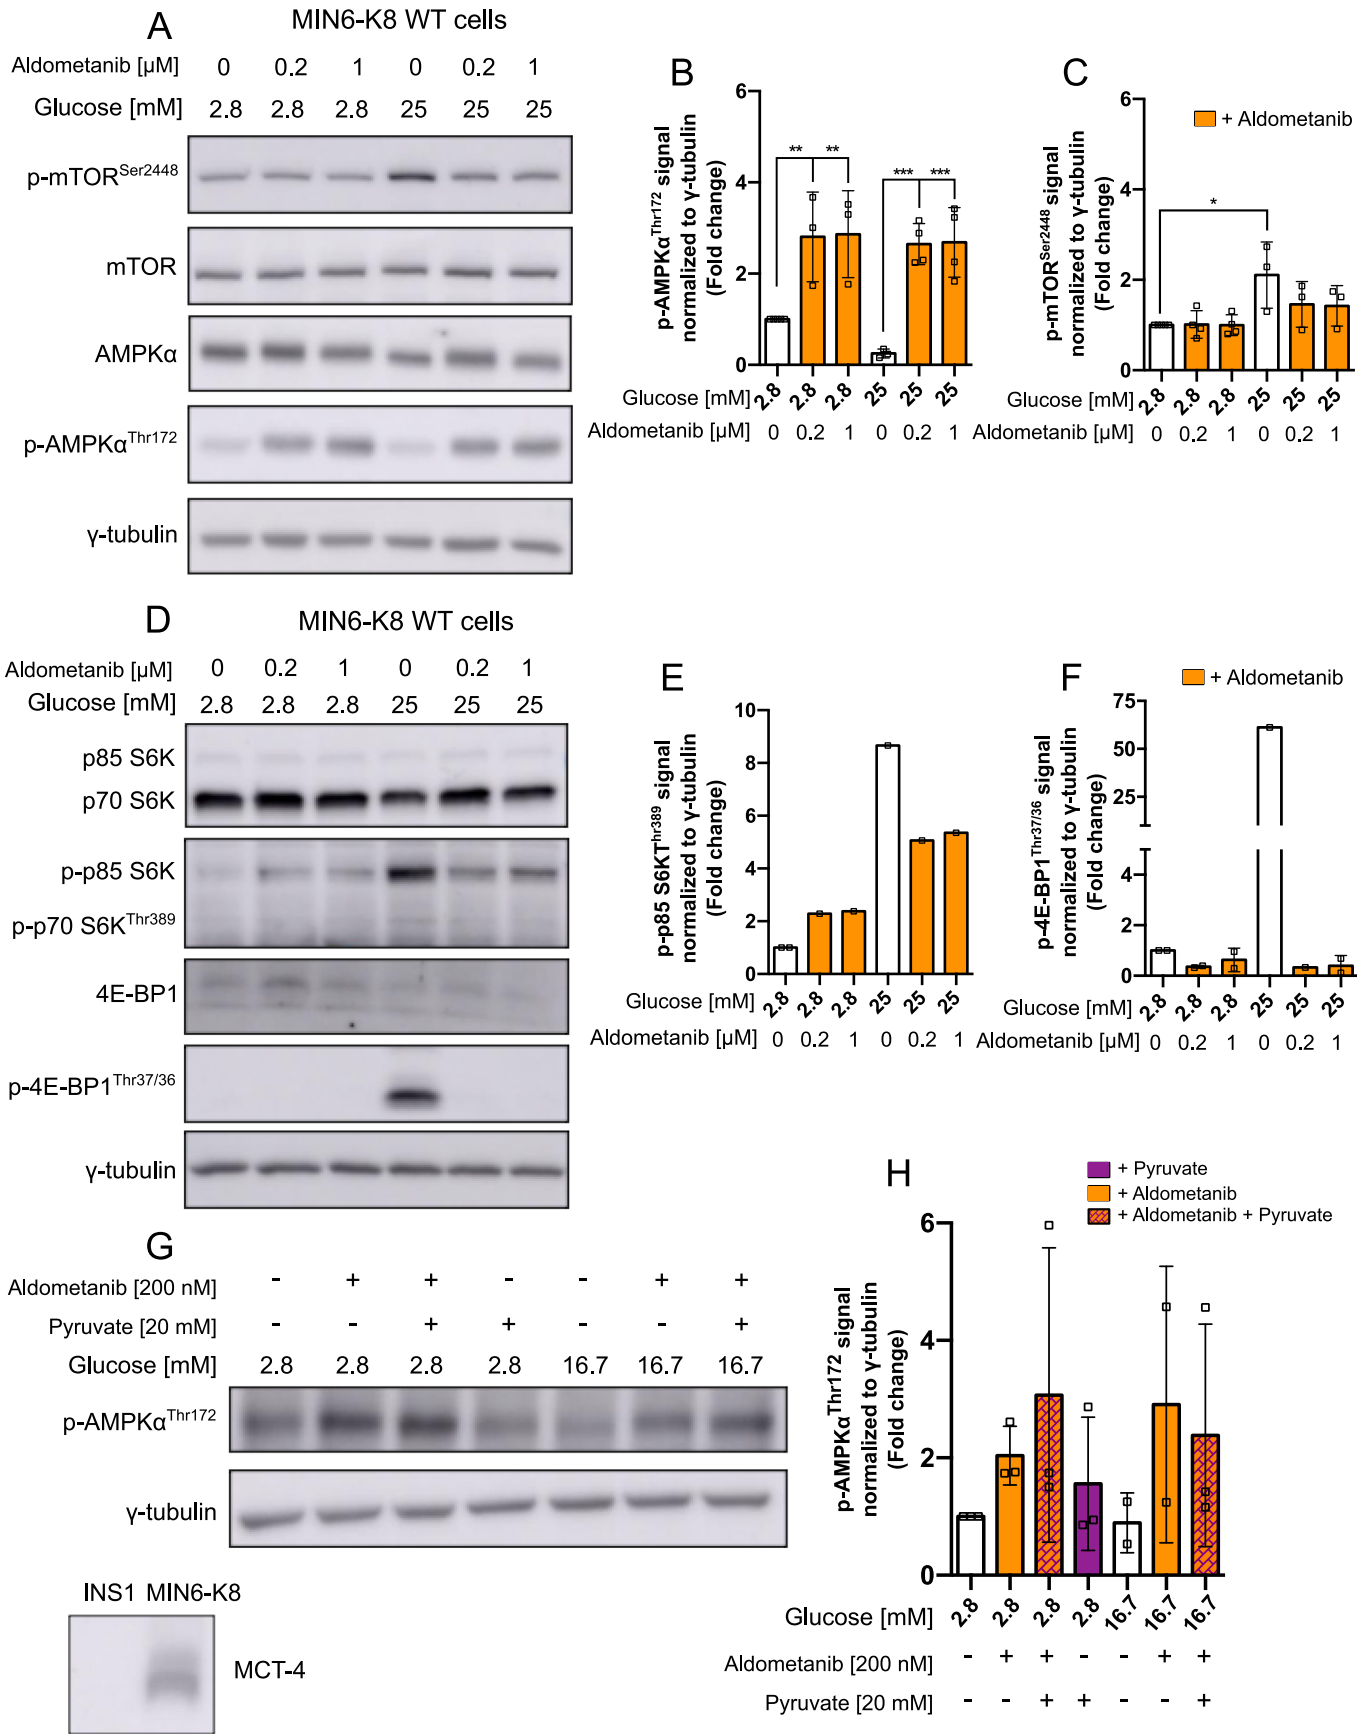 A
MIN6-K8 WT cells
Aldometanib [µM] 0 0.2 1 0 0.2 1
Glucose [mM] 2.8 2.8 2.8 25 25 25
p-mTORSer2448
mTOR
AMPKα
p-AMPKαThr172
γ-tubulin
B
p-AMPKαThr172 signal
normalized to γ-tubulin
(Fold change)
6
4
2
0
** ** *** ***
Glucose [mM] 2.8 2.8 2.8 25 25 25
Aldometanib [µM] 0 0.2 1 0 0.2 1
C
+ Aldometanib
p-mTORSer2448 signal
normalized to γ-tubulin
(Fold change)
6
4
2
0
*
Glucose [mM] 2.8 2.8 2.8 25 25 25
Aldometanib [µM] 0 0.2 1 0 0.2 1
D
MIN6-K8 WT cells
Aldometanib [µM] 0 0.2 1 0 0.2 1
Glucose [mM] 2.8 2.8 2.8 25 25 25
p85 S6K
p70 S6K
p-p85 S6K
p-p70 S6KThr389
4E-BP1
p-4E-BP1Thr37/36
γ-tubulin
E
p-p85 S6KThr389 signal
normalized to γ-tubulin
(Fold change)
10
8
6
4
2
0
Glucose [mM] 2.8 2.8 2.8 25 25 25
Aldometanib [µM] 0 0.2 1 0 0.2 1
F
+ Aldometanib
p-4E-BP1Thr37/36 signal
normalized to γ-tubulin
(Fold change)
75
50
25
4
2
0
Glucose [mM] 2.8 2.8 2.8 25 25 25
Aldometanib [µM] 0 0.2 1 0 0.2 1
G
Aldometanib [200 nM] - + + - - + +
Pyruvate [20 mM] - - + + - - +
Glucose [mM] 2.8 2.8 2.8 2.8 16.7 16.7 16.7
p-AMPKαThr172
γ-tubulin
INS1 MIN6-K8
MCT-4
H
+ Pyruvate
+ Aldometanib
+ Aldometanib + Pyruvate
p-AMPKαThr172 signal
normalized to γ-tubulin
(Fold change)
6
4
2
0
Glucose [mM] 2.8 2.8 2.8 2.8 16.7 16.7 16.7
Aldometanib [200 nM] - + + - - + +
Pyruvate [20 mM] - - + + - - +